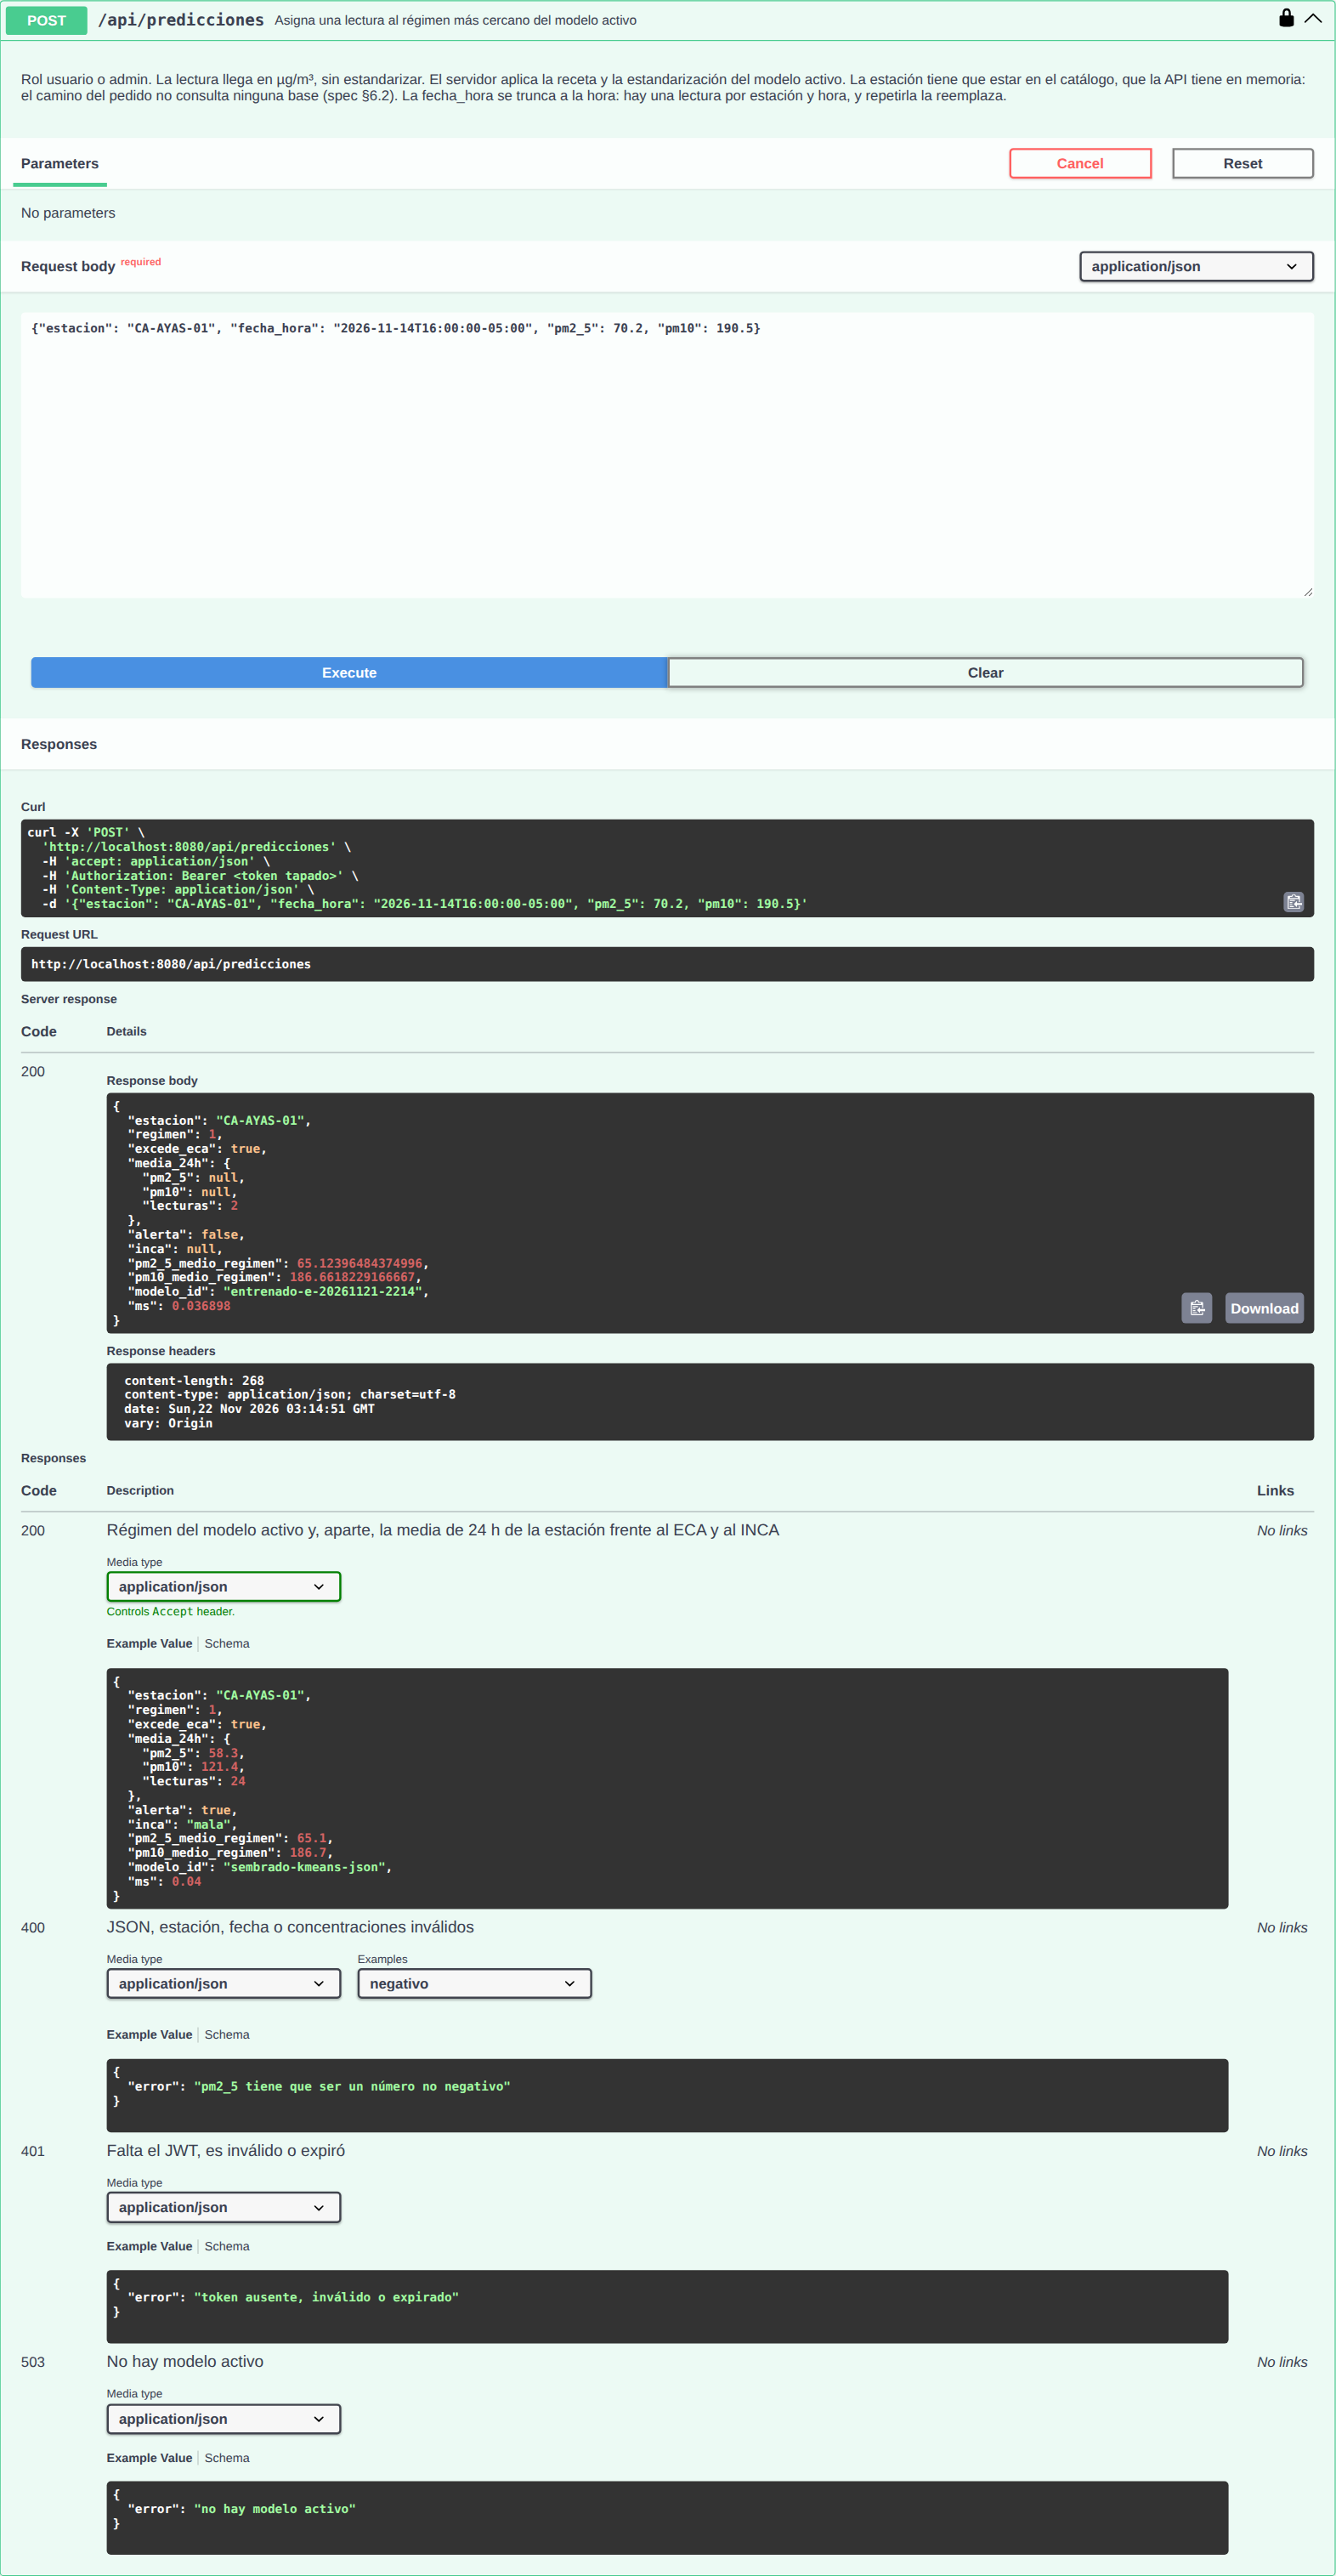 POST /api/predicciones Asigna una lectura al régimen más cercano del modelo activo
Rol usuario o admin. La lectura llega en µg/m³, sin estandarizar. El servidor aplica la receta y la estandarización del modelo activo. La estación tiene que estar en el catálogo, que la API tiene en memoria:
el camino del pedido no consulta ninguna base (spec §6.2). La fecha_hora se trunca a la hora: hay una lectura por estación y hora, y repetirla la reemplaza.
Parameters
Cancel
Reset
No parameters
Request body required
application/json
{"estacion": "CA-AYAS-01", "fecha_hora": "2026-11-14T16:00:00-05:00", "pm2_5": 70.2, "pm10": 190.5}
Execute
Clear
Responses
Curl
curl -X 'POST' \
  'http://localhost:8080/api/predicciones' \
  -H 'accept: application/json' \
  -H 'Authorization: Bearer <token tapado>' \
  -H 'Content-Type: application/json' \
  -d '{"estacion": "CA-AYAS-01", "fecha_hora": "2026-11-14T16:00:00-05:00", "pm2_5": 70.2, "pm10": 190.5}'
Request URL
http://localhost:8080/api/predicciones
Server response
Code Details
200
Response body
{
  "estacion": "CA-AYAS-01",
  "regimen": 1,
  "excede_eca": true,
  "media_24h": {
    "pm2_5": null,
    "pm10": null,
    "lecturas": 2
  },
  "alerta": false,
  "inca": null,
  "pm2_5_medio_regimen": 65.12396484374996,
  "pm10_medio_regimen": 186.6618229166667,
  "modelo_id": "entrenado-e-20261121-2214",
  "ms": 0.036898
}
Download
Response headers
content-length: 268
content-type: application/json; charset=utf-8
date: Sun,22 Nov 2026 03:14:51 GMT
vary: Origin
Responses
Code Description Links
200 Régimen del modelo activo y, aparte, la media de 24 h de la estación frente al ECA y al INCA No links
Media type
application/json
Controls Accept header.
Example Value Schema
{
  "estacion": "CA-AYAS-01",
  "regimen": 1,
  "excede_eca": true,
  "media_24h": {
    "pm2_5": 58.3,
    "pm10": 121.4,
    "lecturas": 24
  },
  "alerta": true,
  "inca": "mala",
  "pm2_5_medio_regimen": 65.1,
  "pm10_medio_regimen": 186.7,
  "modelo_id": "sembrado-kmeans-json",
  "ms": 0.04
}
400 JSON, estación, fecha o concentraciones inválidos No links
Media type Examples
application/json negativo
Example Value Schema
{
  "error": "pm2_5 tiene que ser un número no negativo"
}
401 Falta el JWT, es inválido o expiró No links
Media type
application/json
Example Value Schema
{
  "error": "token ausente, inválido o expirado"
}
503 No hay modelo activo No links
Media type
application/json
Example Value Schema
{
  "error": "no hay modelo activo"
}